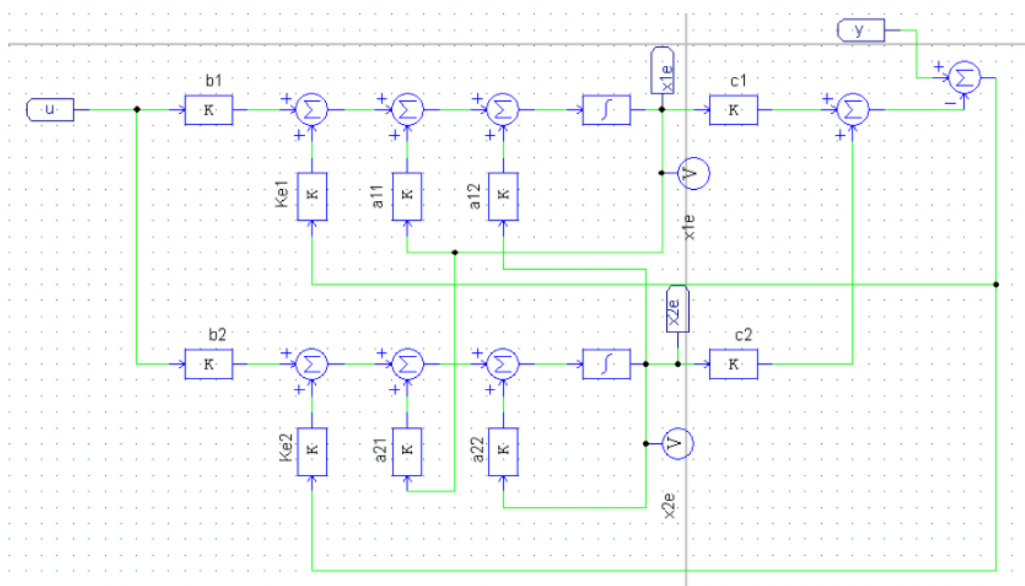 y
x1e
b1
c1
u
K
Σ
Σ
Σ
∫
K
Σ
Σ
Ke1
K
a11
K
a12
K
V
x1e
x2e
b2
c2
K
Σ
Σ
Σ
∫
K
Ke2
K
a21
K
a22
K
V
x2e